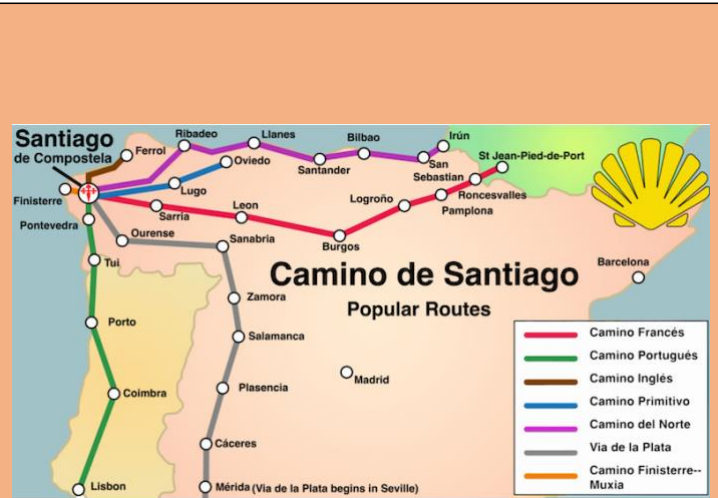 Santiago
de Compostela
Ferrol
Ribadeo
Llanes
Bilbao
Irún
Santander
San
Sebastian
St Jean-Pied-de-Port
Oviedo
Lugo
Finisterre
Sarria
Leon
Logroño
Roncesvalles
Pamplona
Burgos
Pontevedra
Ourense
Sanabria
Tui
Camino de Santiago
Popular Routes
Barcelona
Zamora
Porto
Salamanca
Madrid
Plasencia
Coimbra
Cáceres
Lisbon
Mérida (Via de la Plata begins in Seville)
Camino Francés
Camino Portugués
Camino Inglés
Camino Primitivo
Camino del Norte
Via de la Plata
Camino Finisterre--
Muxia